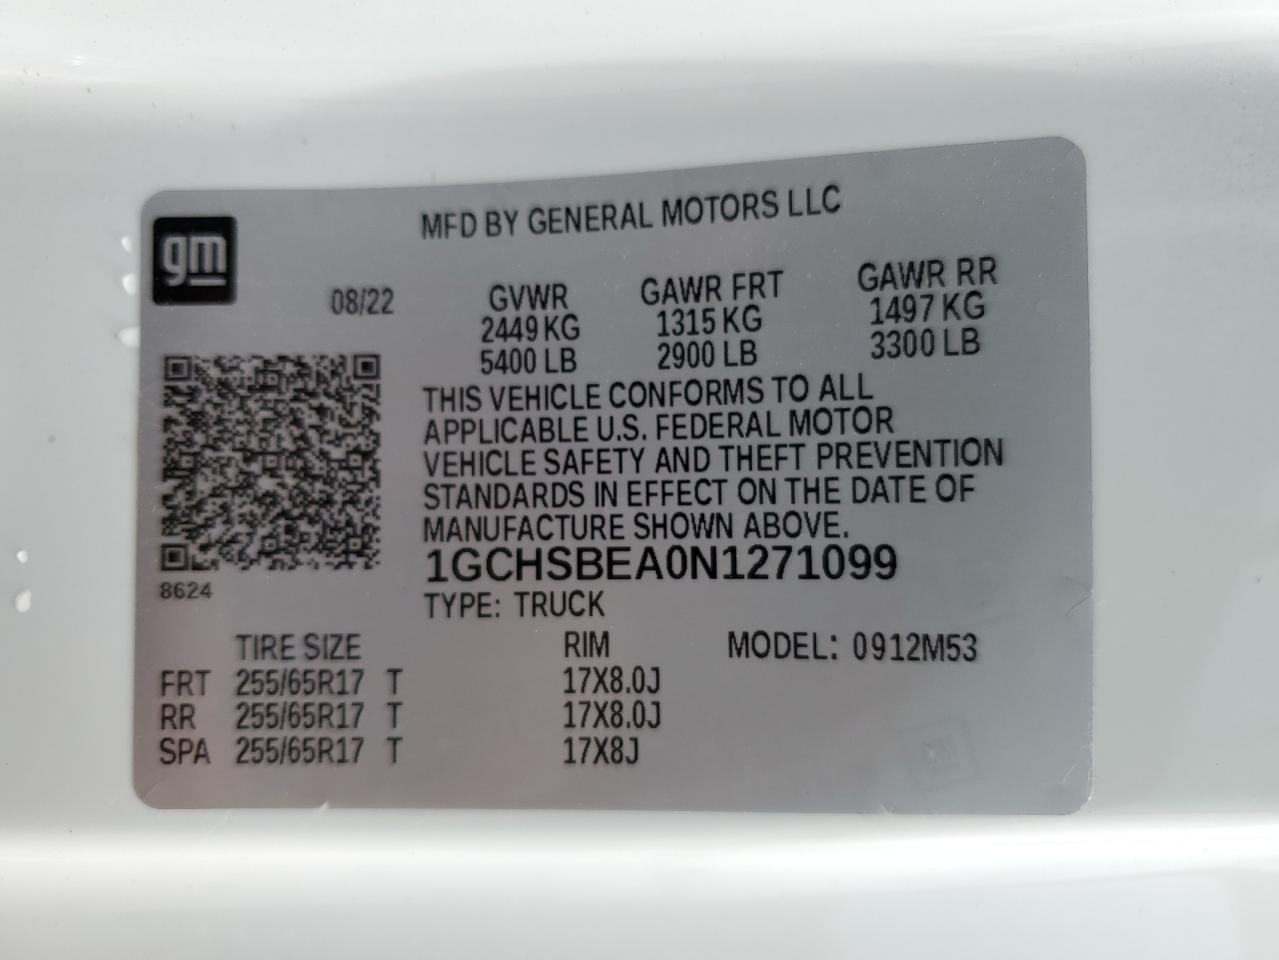 MFD BY GENERAL MOTORS LLC
gm
08/22
GVWR GAWR FRT GAWR RR
2449 KG 1315 KG 1497 KG
5400 LB 2900 LB 3300 LB
THIS VEHICLE CONFORMS TO ALL
APPLICABLE U.S. FEDERAL MOTOR
VEHICLE SAFETY AND THEFT PREVENTION
STANDARDS IN EFFECT ON THE DATE OF
MANUFACTURE SHOWN ABOVE.
1GCHSBEA0N1271099
8624
TYPE: TRUCK
TIRE SIZE RIM MODEL: 0912M53
FRT 255/65R17 T 17X8.0J
RR 255/65R17 T 17X8.0J
SPA 255/65R17 T 17X8J
GM